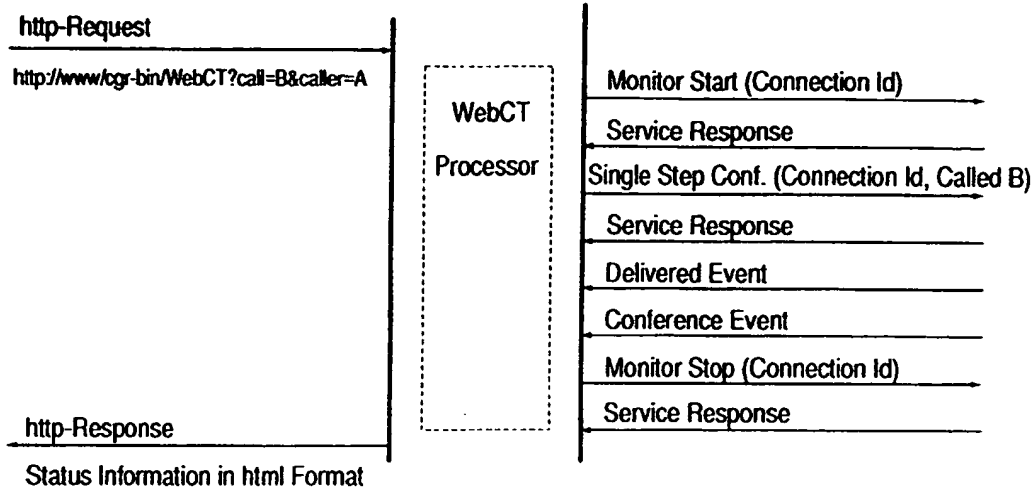 http-Request
http://www/cgr-bin/WebCT?call=B&caller=A
WebCT
Processor
Monitor Start (Connection Id)
Service Response
Single Step Conf. (Connection Id, Called B)
Service Response
Delivered Event
Conference Event
Monitor Stop (Connection Id)
Service Response
http-Response
Status Information in html Format